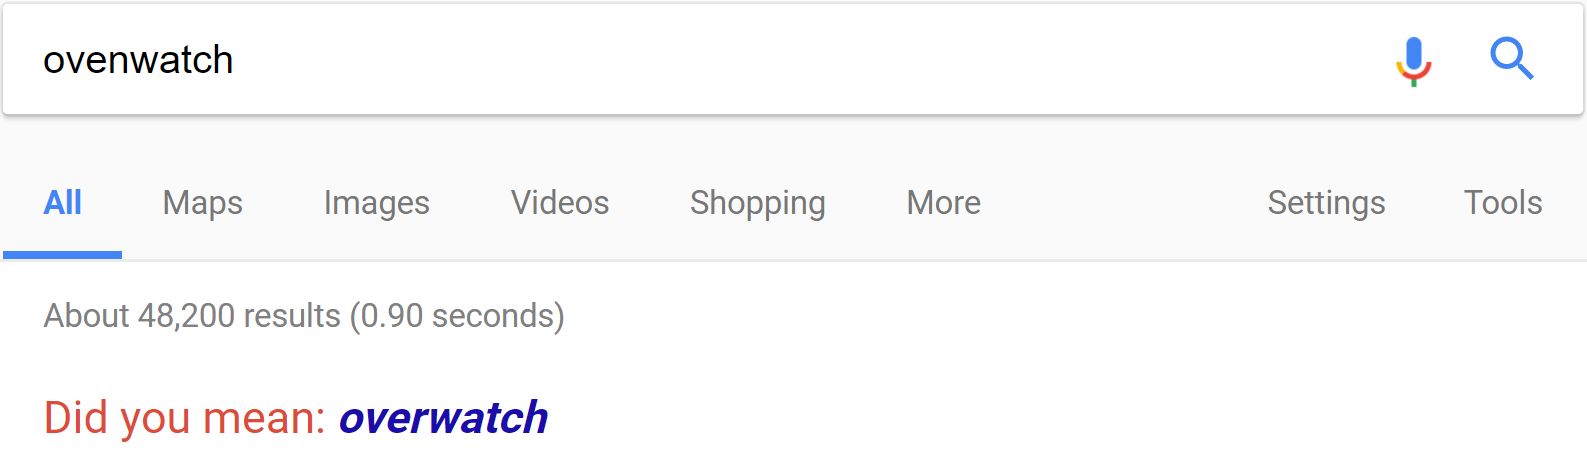 ovenwatch
All Maps Images Videos Shopping More Settings Tools
About 48,200 results (0.90 seconds)
Did you mean: overwatch